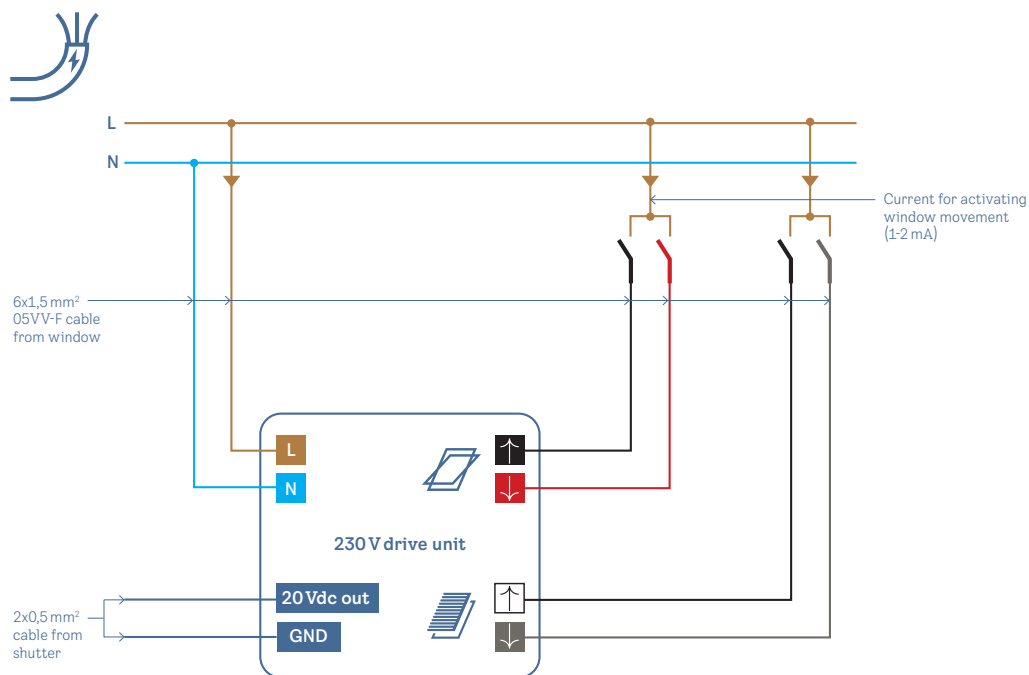 L
N
Current for activating
window movement
(1-2 mA)
6x1,5 mm²
05VV-F cable
from window
L
N
230 V drive unit
20 Vdc out
GND
2x0,5 mm²
cable from
shutter